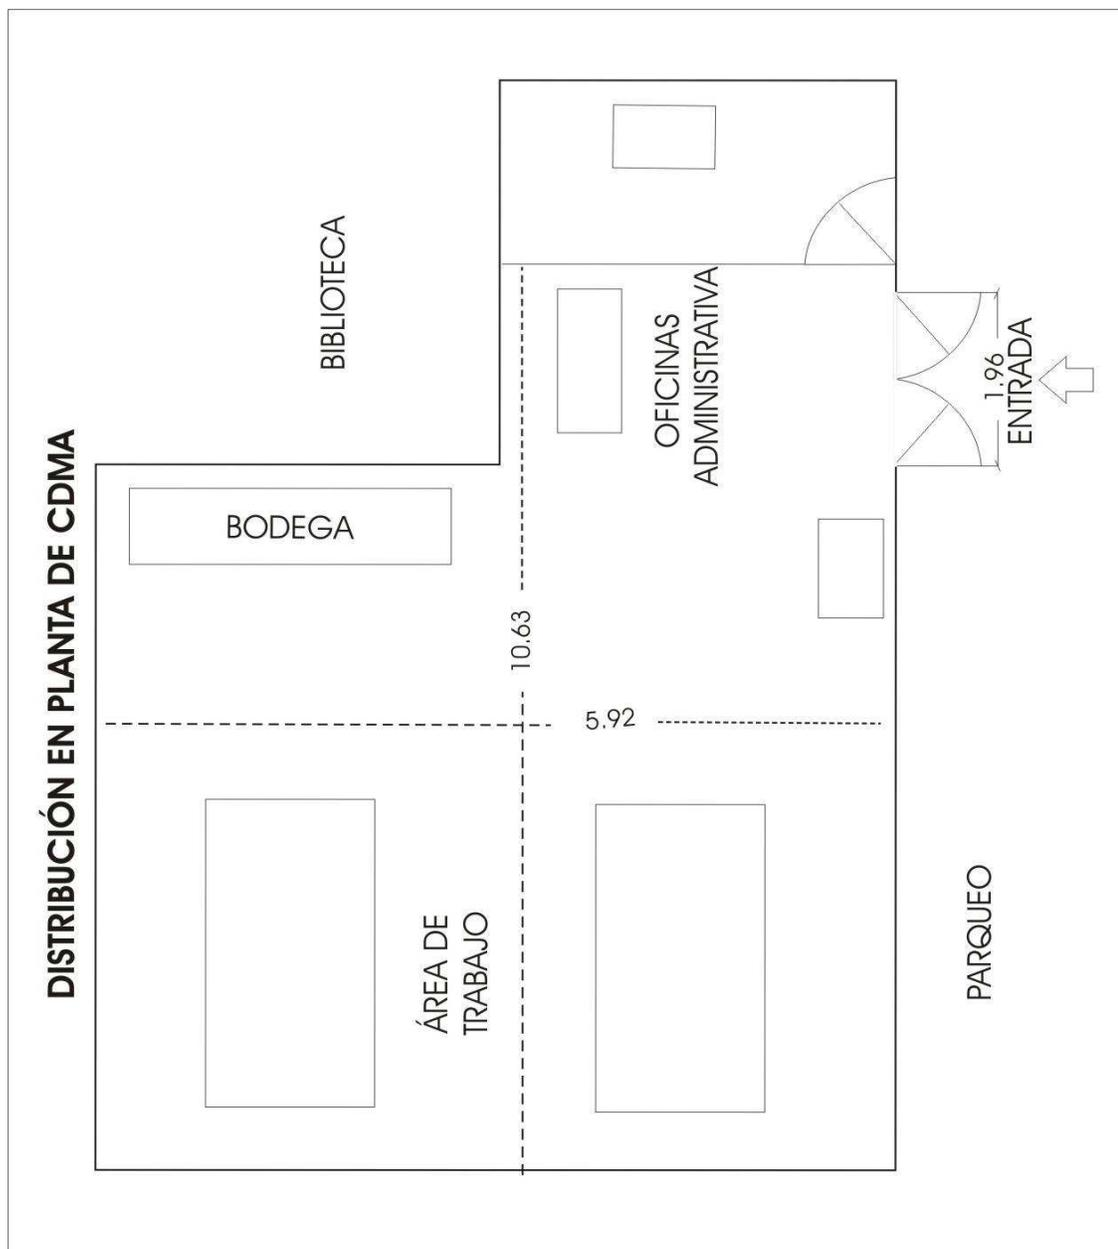 DISTRIBUCIÓN EN PLANTA DE CDMA
BIBLIOTECA
BODEGA
OFICINAS
ADMINISTRATIVA
1.96
ENTRADA
10.63
5.92
ÁREA DE
TRABAJO
PARQUEO